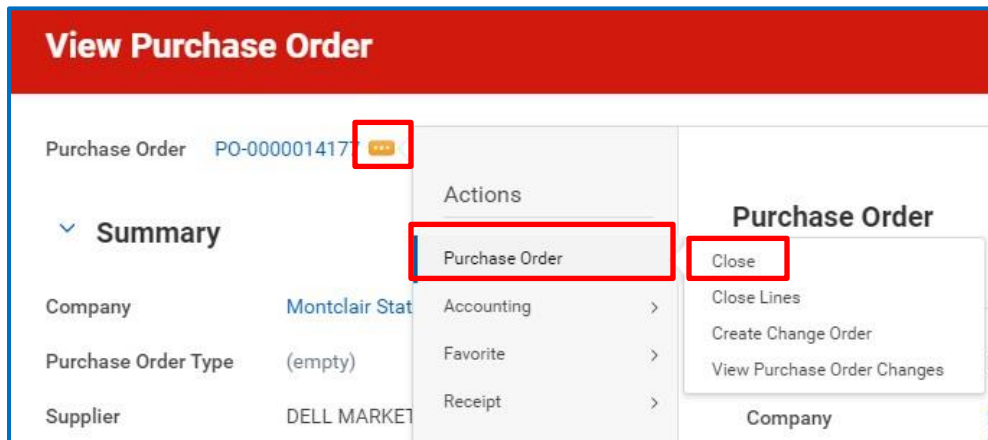 View Purchase Order
Purchase Order PO-0000014177
Summary
Company Montclair Stat
Purchase Order Type (empty)
Supplier DELL MARKET
Actions
Purchase Order
Accounting
Favorite
Receipt
Purchase Order
Close
Close Lines
Create Change Order
View Purchase Order Changes
Company